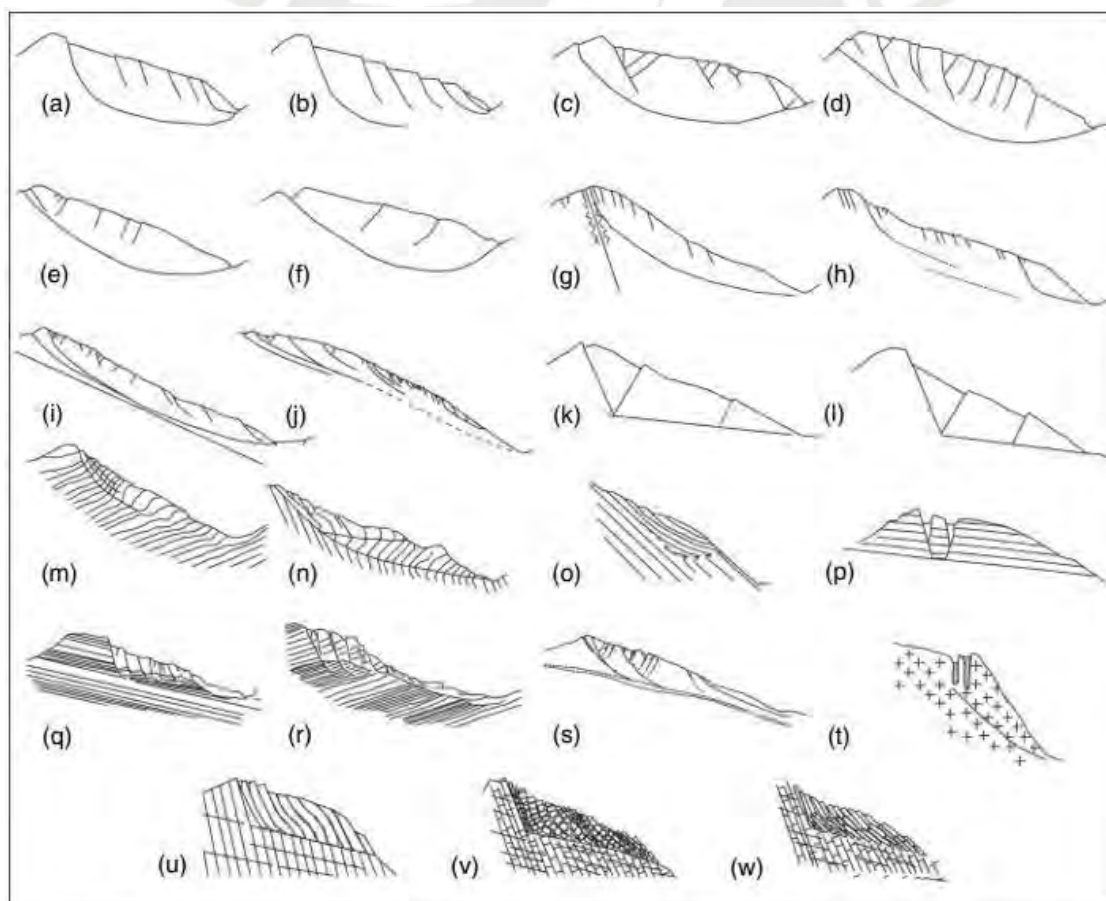 (a) (b) (c) (d)
(e) (f) (g) (h)
(i) (j) (k) (l)
(m) (n) (o) (p)
(q) (r) (s) (t)
(u) (v) (w)